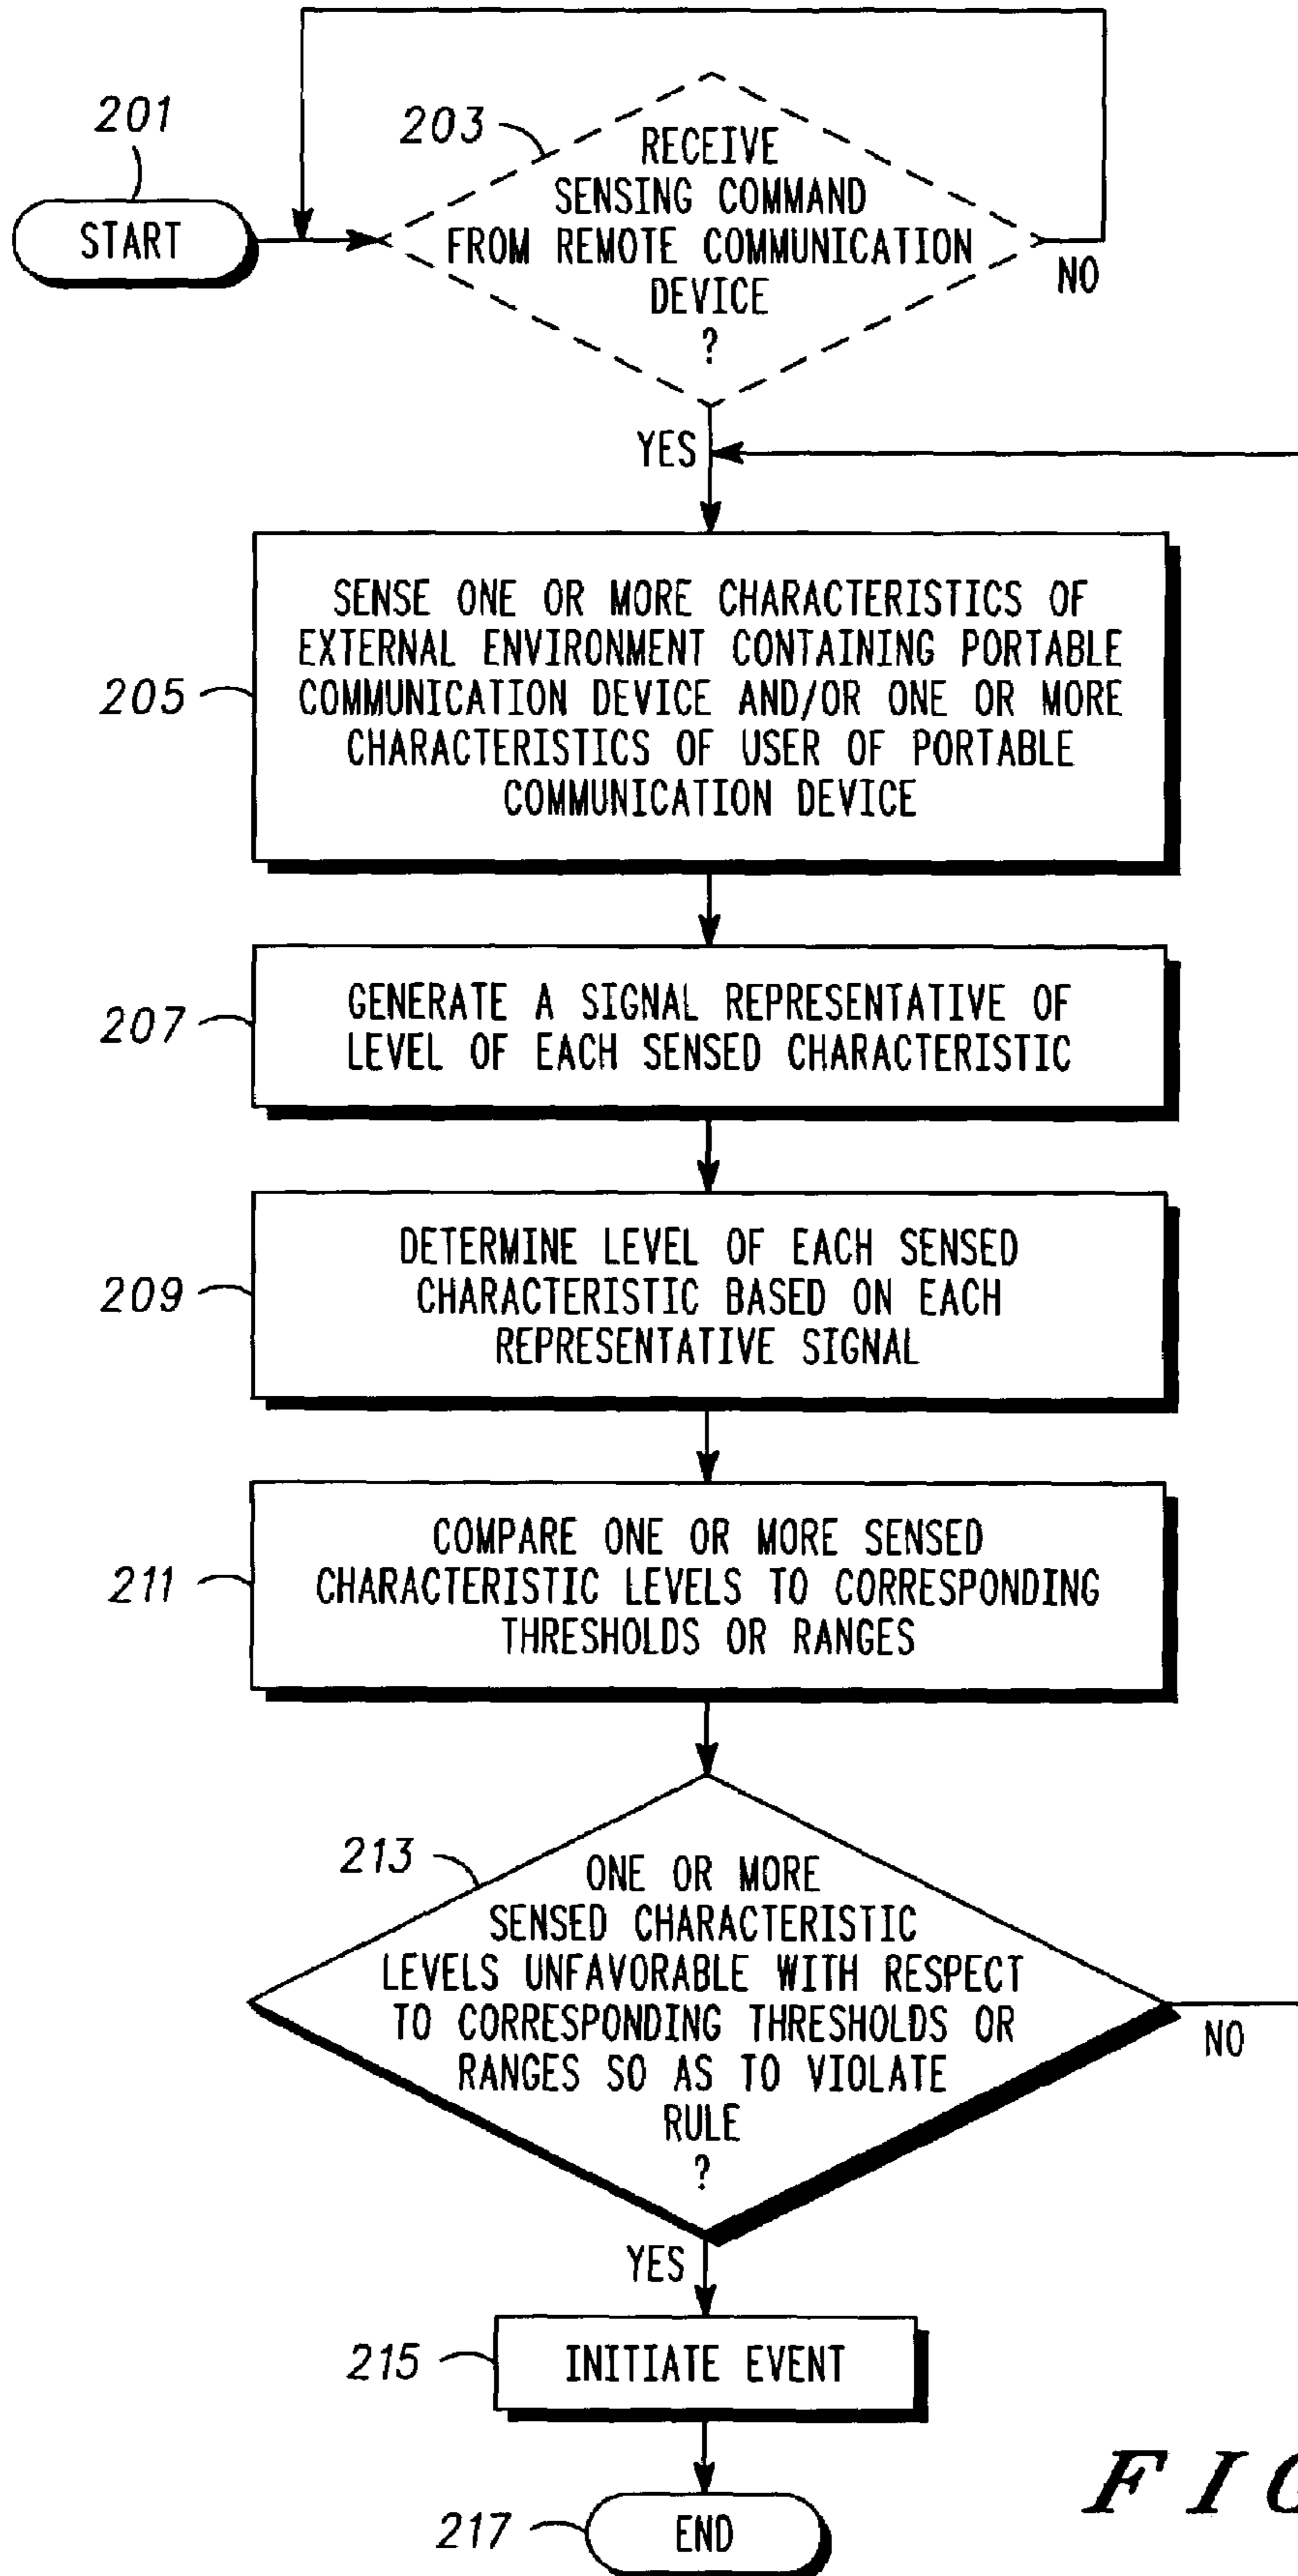 201
START
203
RECEIVE
SENSING COMMAND
FROM REMOTE COMMUNICATION
DEVICE
?
NO
YES
205
SENSE ONE OR MORE CHARACTERISTICS OF
EXTERNAL ENVIRONMENT CONTAINING PORTABLE
COMMUNICATION DEVICE AND/OR ONE OR MORE
CHARACTERISTICS OF USER OF PORTABLE
COMMUNICATION DEVICE
207
GENERATE A SIGNAL REPRESENTATIVE OF
LEVEL OF EACH SENSED CHARACTERISTIC
209
DETERMINE LEVEL OF EACH SENSED
CHARACTERISTIC BASED ON EACH
REPRESENTATIVE SIGNAL
211
COMPARE ONE OR MORE SENSED
CHARACTERISTIC LEVELS TO CORRESPONDING
THRESHOLDS OR RANGES
213
ONE OR MORE
SENSED CHARACTERISTIC
LEVELS UNFAVORABLE WITH RESPECT
TO CORRESPONDING THRESHOLDS OR
RANGES SO AS TO VIOLATE
RULE
?
NO
YES
215
INITIATE EVENT
217
END
FIG